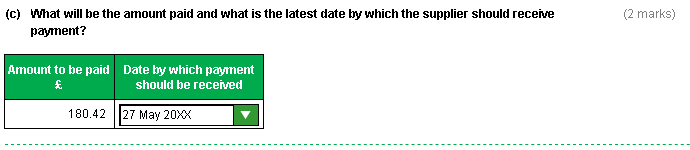 (c) What will be the amount paid and what is the latest date by which the supplier should receive (2 marks)
payment?
Amount to be paid Date by which payment
£ should be received
180.42 27 May 20XX